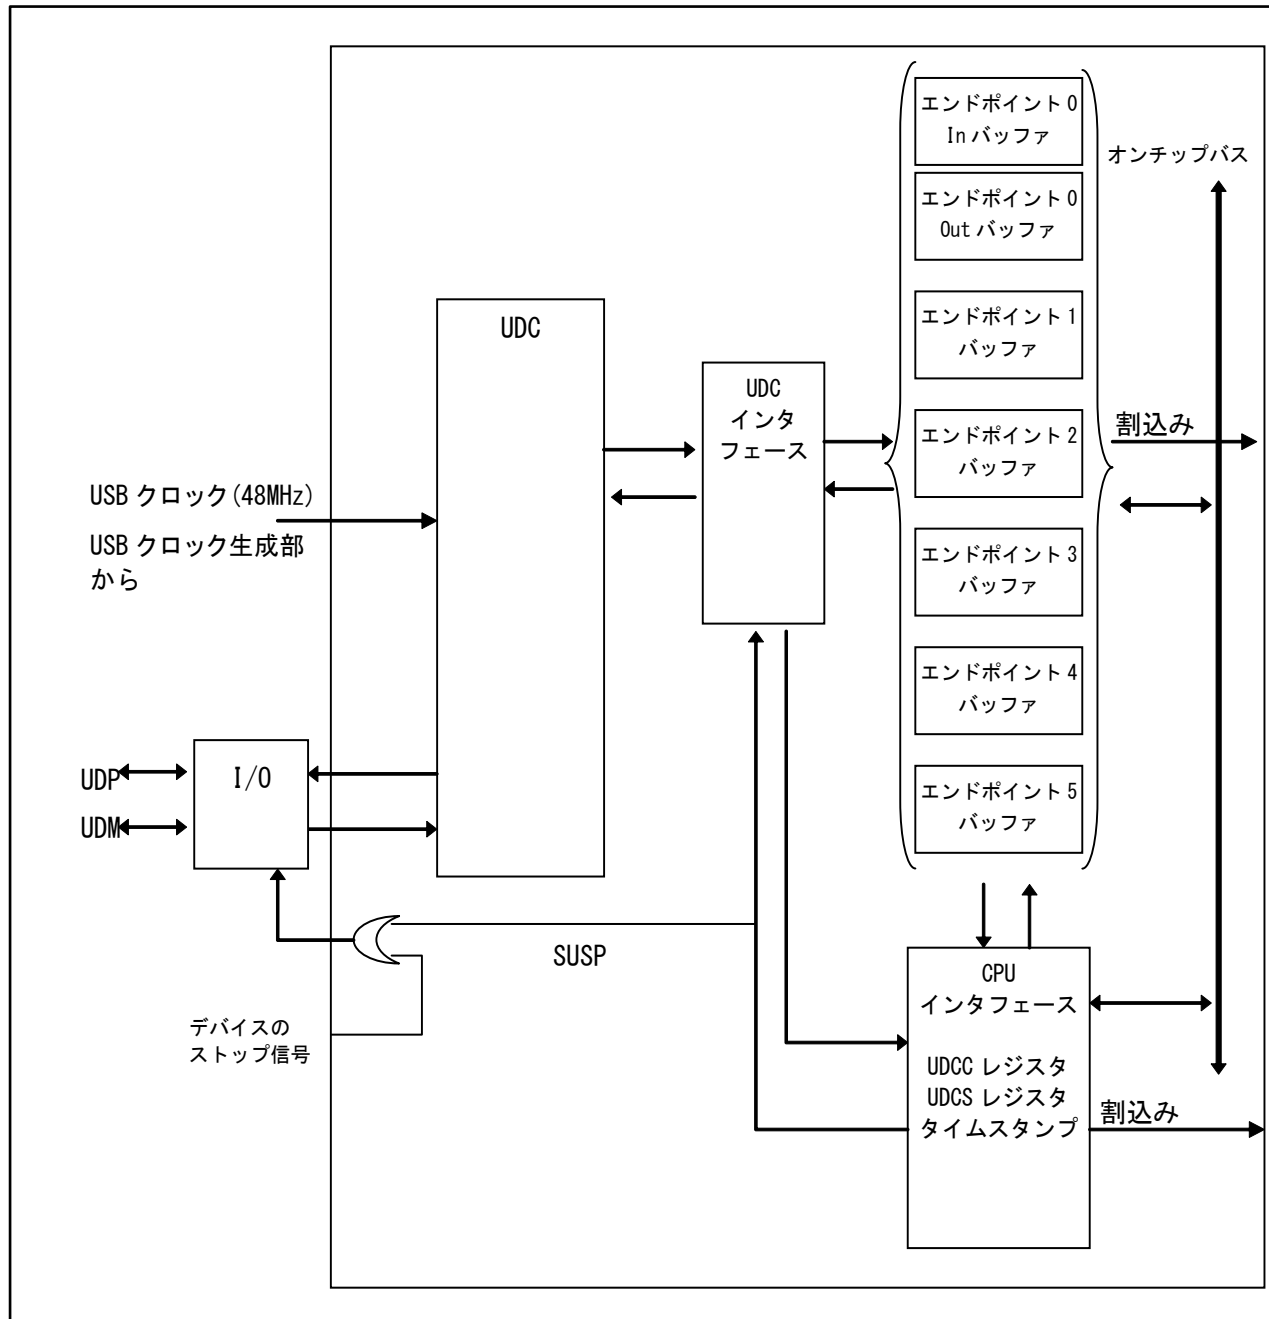 エンドポイント0
In バッファ
オンチップバス
エンドポイント0
Out バッファ
エンドポイント1
バッファ
UDC
UDC
インタ
フェース
エンドポイント2
バッファ
割込み
USB クロック(48MHz)
USB クロック生成部
から
エンドポイント3
バッファ
エンドポイント4
バッファ
UDP
UDM
I/O
エンドポイント5
バッファ
SUSP
デバイスの
ストップ信号
CPU
インタフェース
UDCC レジスタ
UDCS レジスタ
タイムスタンプ
割込み